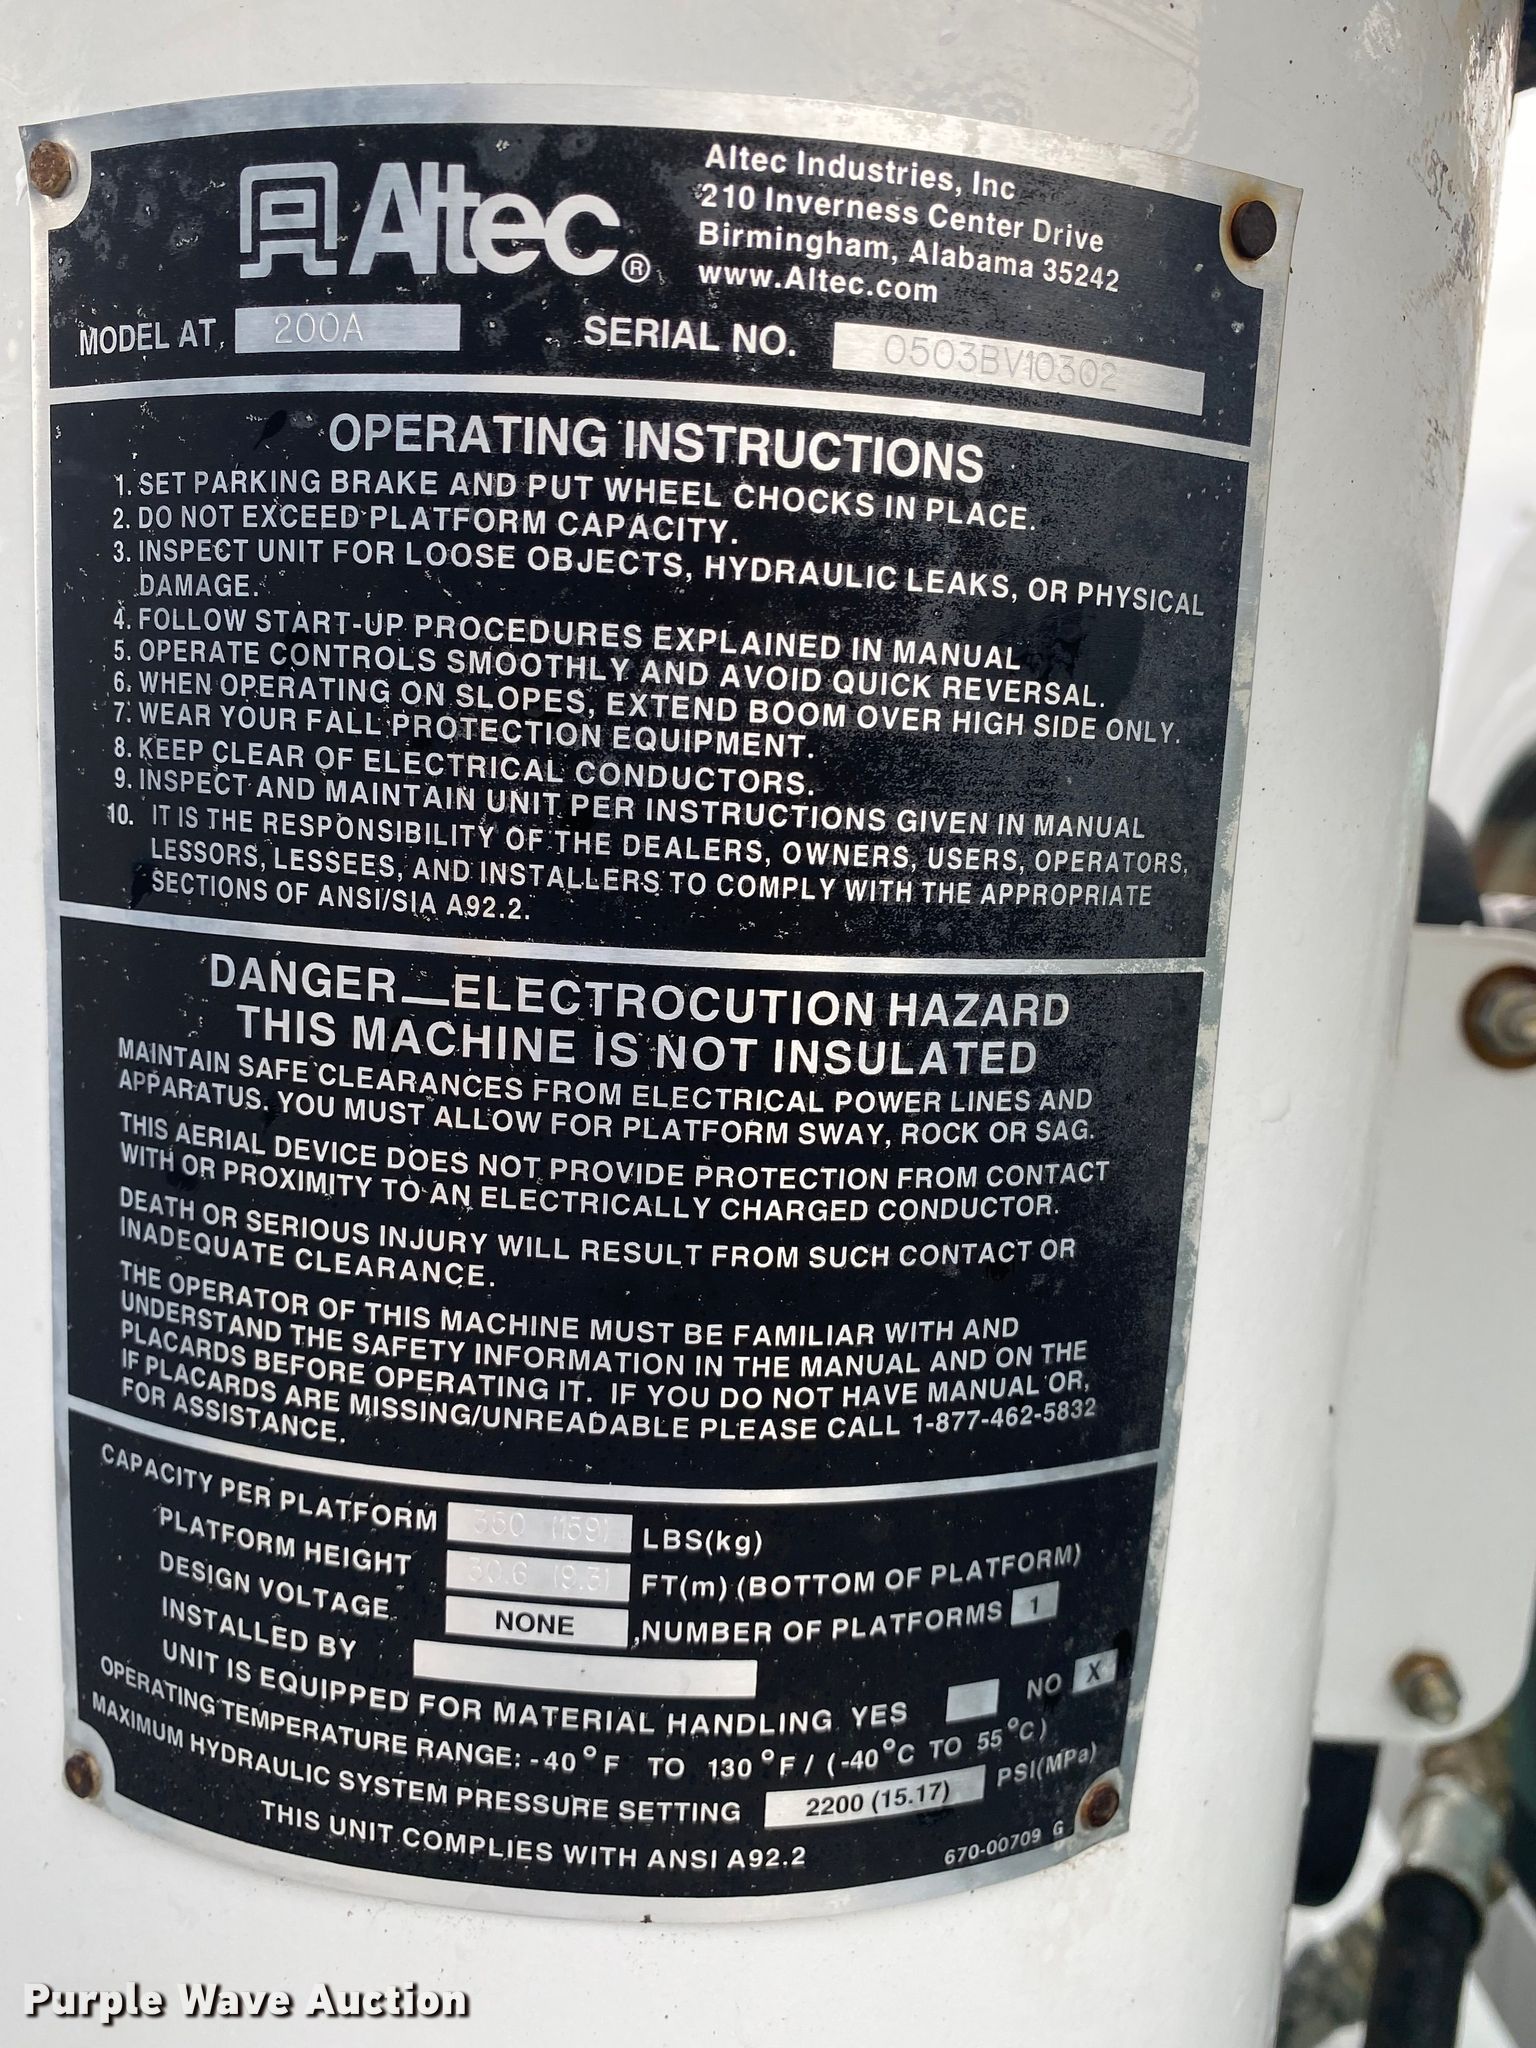 Altec®
Altec Industries, Inc
210 Inverness Center Drive
Birmingham, Alabama 35242
www.Altec.com
MODEL AT 200A SERIAL NO. 0503BV10302
OPERATING INSTRUCTIONS
1. SET PARKING BRAKE AND PUT WHEEL CHOCKS IN PLACE.
2. DO NOT EXCEED PLATFORM CAPACITY.
3. INSPECT UNIT FOR LOOSE OBJECTS, HYDRAULIC LEAKS, OR PHYSICAL
DAMAGE.
4. FOLLOW START-UP PROCEDURES EXPLAINED IN MANUAL
5. OPERATE CONTROLS SMOOTHLY AND AVOID QUICK REVERSAL.
6. WHEN OPERATING ON SLOPES, EXTEND BOOM OVER HIGH SIDE ONLY.
7. WEAR YOUR FALL PROTECTION EQUIPMENT.
8. KEEP CLEAR OF ELECTRICAL CONDUCTORS.
9. INSPECT AND MAINTAIN UNIT PER INSTRUCTIONS GIVEN IN MANUAL
10. IT IS THE RESPONSIBILITY OF THE DEALERS, OWNERS, USERS, OPERATORS,
LESSORS, LESSEES, AND INSTALLERS TO COMPLY WITH THE APPROPRIATE
SECTIONS OF ANSI/SIA A92.2.
DANGER—ELECTROCUTION HAZARD
THIS MACHINE IS NOT INSULATED
MAINTAIN SAFE CLEARANCES FROM ELECTRICAL POWER LINES AND
APPARATUS. YOU MUST ALLOW FOR PLATFORM SWAY, ROCK OR SAG.
THIS AERIAL DEVICE DOES NOT PROVIDE PROTECTION FROM CONTACT
WITH OR PROXIMITY TO AN ELECTRICALLY CHARGED CONDUCTOR.
DEATH OR SERIOUS INJURY WILL RESULT FROM SUCH CONTACT OR
INADEQUATE CLEARANCE.
THE OPERATOR OF THIS MACHINE MUST BE FAMILIAR WITH AND
UNDERSTAND THE SAFETY INFORMATION IN THE MANUAL AND ON THE
PLACARDS BEFORE OPERATING IT. IF YOU DO NOT HAVE MANUAL OR,
IF PLACARDS ARE MISSING/UNREADABLE PLEASE CALL 1-877-462-5832
FOR ASSISTANCE.
CAPACITY PER PLATFORM (159) LBS(kg)
PLATFORM HEIGHT 30.6 (9.3) FT(m) (BOTTOM OF PLATFORM)
DESIGN VOLTAGE NONE , NUMBER OF PLATFORMS 1
INSTALLED BY
UNIT IS EQUIPPED FOR MATERIAL HANDLING YES NO X
OPERATING TEMPERATURE RANGE: -40°F TO 130°F / (-40°C TO 55°C)
MAXIMUM HYDRAULIC SYSTEM PRESSURE SETTING 2200 (15.17) PSI(MPa)
THIS UNIT COMPLIES WITH ANSI A92.2 670-00709 G
Purple Wave Auction